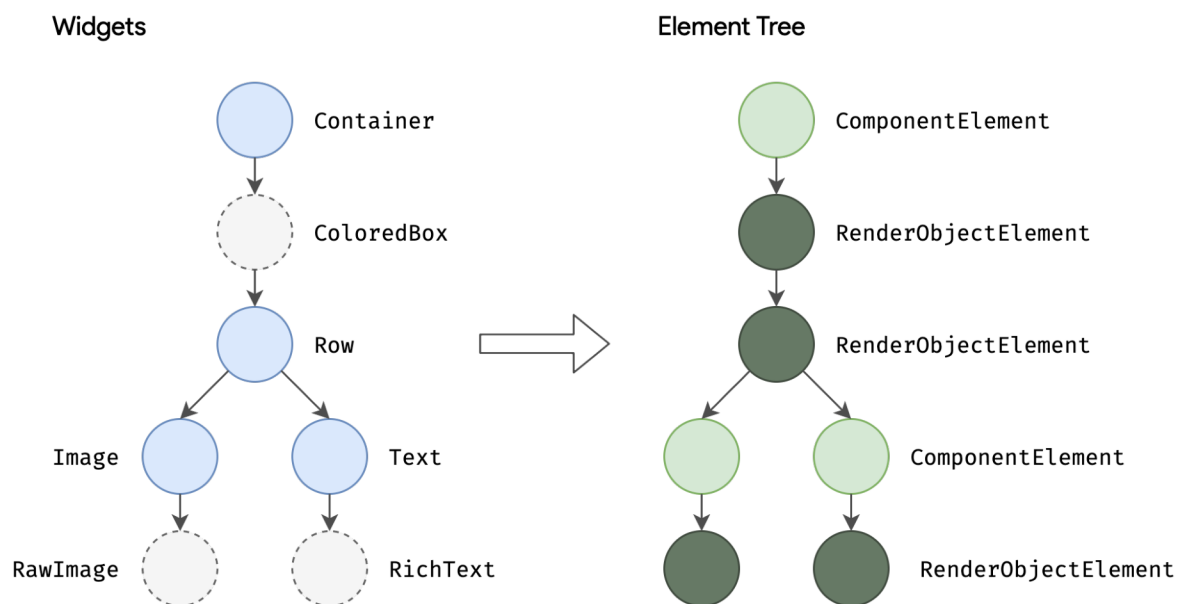 Widgets
Element Tree
Container
ComponentElement
ColoredBox
RenderObjectElement
Row
RenderObjectElement
Image
Text
ComponentElement
RawImage
RichText
RenderObjectElement